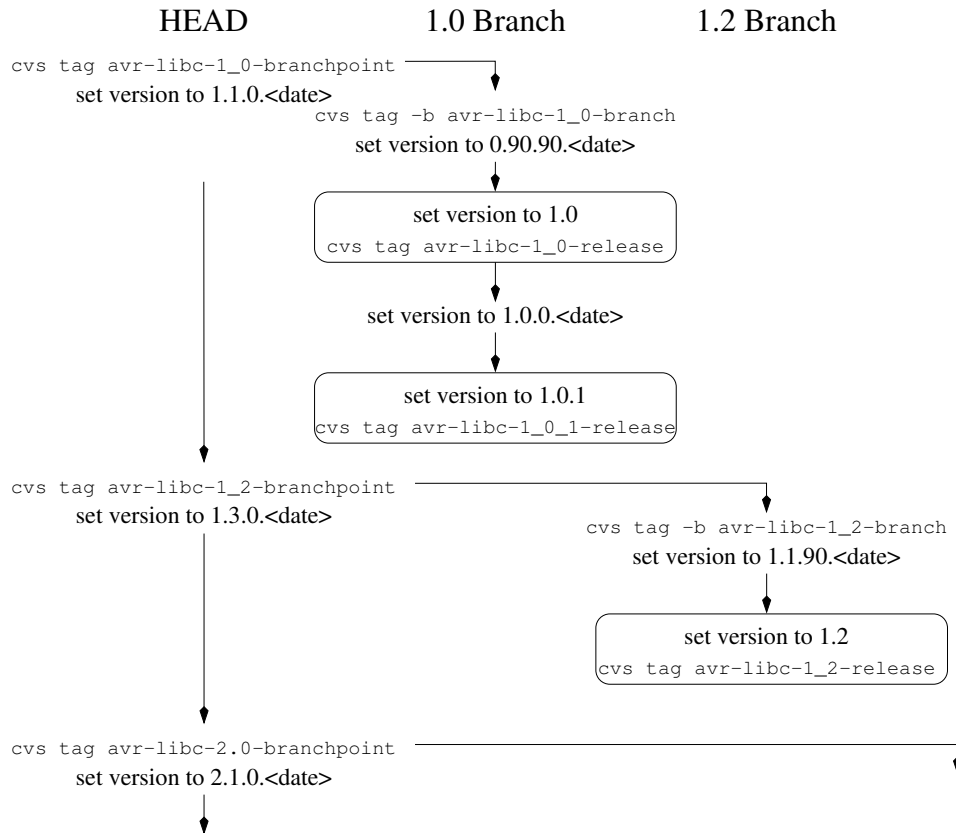 HEAD
1.0 Branch
1.2 Branch
cvs tag avr-libc-1_0-branchpoint
set version to 1.1.0.<date>
cvs tag -b avr-libc-1_0-branch
set version to 0.90.90.<date>
set version to 1.0
cvs tag avr-libc-1_0-release
set version to 1.0.0.<date>
set version to 1.0.1
cvs tag avr-libc-1_0_1-release
cvs tag avr-libc-1_2-branchpoint
set version to 1.3.0.<date>
cvs tag -b avr-libc-1_2-branch
set version to 1.1.90.<date>
set version to 1.2
cvs tag avr-libc-1_2-release
cvs tag avr-libc-2.0-branchpoint
set version to 2.1.0.<date>